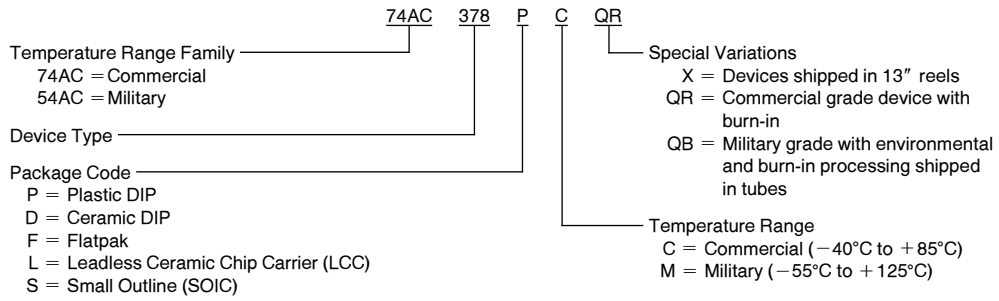 74AC 378 P C QR
Temperature Range Family
74AC = Commercial
54AC = Military
Device Type
Package Code
P = Plastic DIP
D = Ceramic DIP
F = Flatpak
L = Leadless Ceramic Chip Carrier (LCC)
S = Small Outline (SOIC)
Special Variations
X = Devices shipped in 13″ reels
QR = Commercial grade device with
burn-in
QB = Military grade with environmental
and burn-in processing shipped
in tubes
Temperature Range
C = Commercial (−40°C to +85°C)
M = Military (−55°C to +125°C)